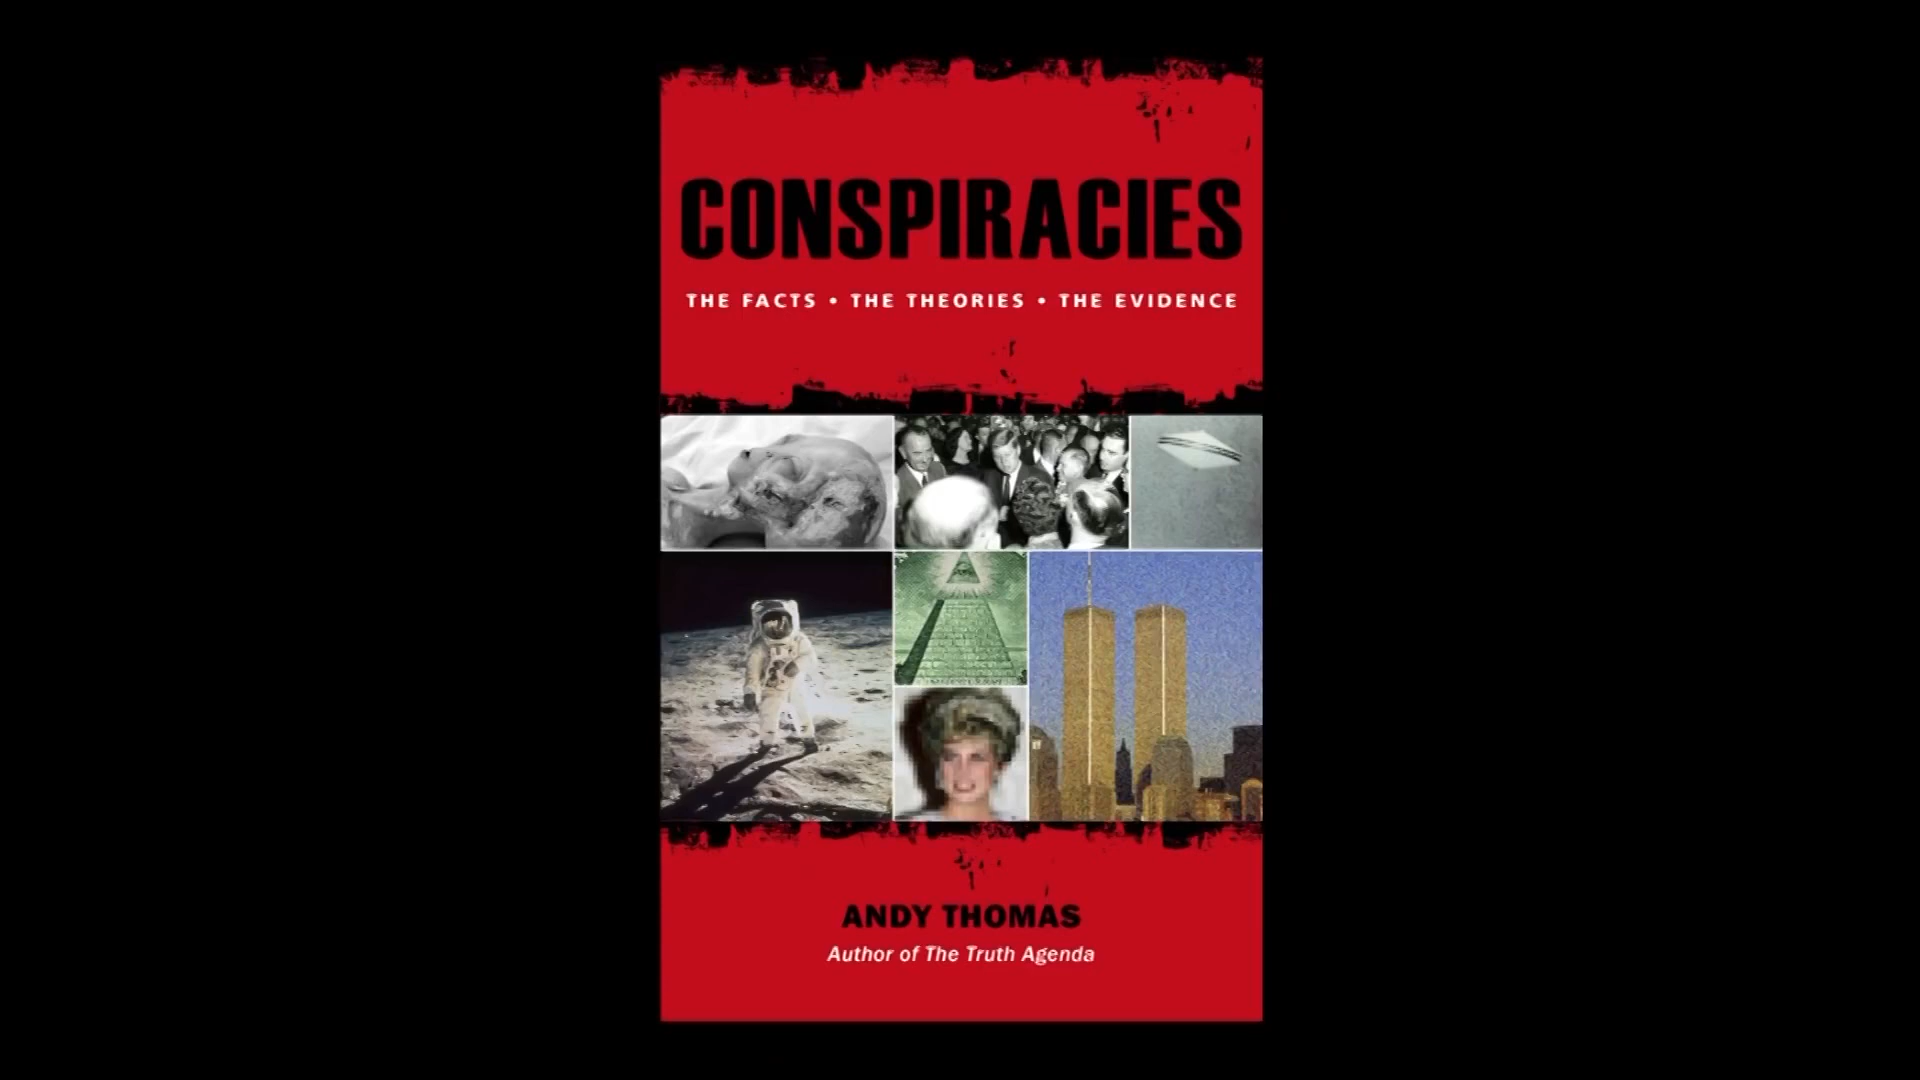 CONSPIRACIES
THE FACTS • THE THEORIES • THE EVIDENCE
ANDY THOMAS
Author of The Truth Agenda